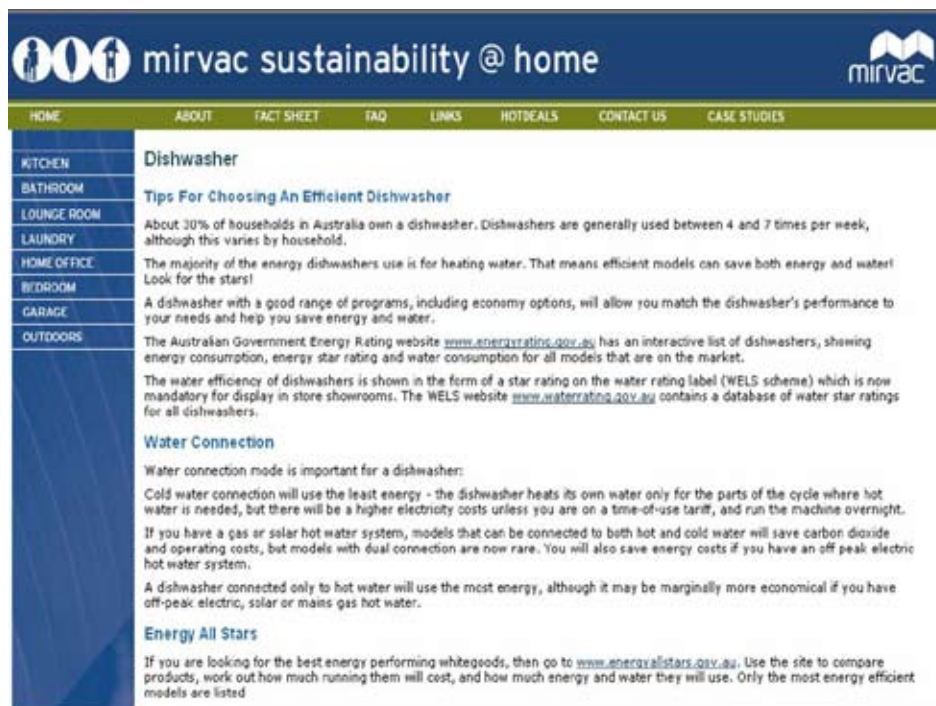 mirvac sustainability @ home
mirvac
HOME ABOUT FACT SHEET FAQ LINKS HOTDEALS CONTACT US CASE STUDIES
KITCHEN
BATHROOM
LOUNGE ROOM
LAUNDRY
HOME OFFICE
BEDROOM
GARAGE
OUTDOORS
Dishwasher
Tips For Choosing An Efficient Dishwasher
About 30% of households in Australia own a dishwasher. Dishwashers are generally used between 4 and 7 times per week,
although this varies by household.
The majority of the energy dishwashers use is for heating water. That means efficient models can save both energy and water!
Look for the stars!
A dishwasher with a good range of programs, including economy options, will allow you match the dishwasher's performance to
your needs and help you save energy and water.
The Australian Government Energy Rating website www.energyrating.gov.au has an interactive list of dishwashers, showing
energy consumption, energy star rating and water consumption for all models that are on the market.
The water efficiency of dishwashers is shown in the form of a star rating on the water rating label (WELS scheme) which is now
mandatory for display in store showrooms. The WELS website www.waterrating.gov.au contains a database of water star ratings
for all dishwashers.
Water Connection
Water connection mode is important for a dishwasher:
Cold water connection will use the least energy - the dishwasher heats its own water only for the parts of the cycle where hot
water is needed, but there will be a higher electricity costs unless you are on a time-of-use tariff, and run the machine overnight.
If you have a gas or solar hot water system, models that can be connected to both hot and cold water will save carbon dioxide
and operating costs, but models with dual connection are now rare. You will also save energy costs if you have an off peak electric
hot water system.
A dishwasher connected only to hot water will use the most energy, although it may be marginally more economical if you have
off-peak electric, solar or mains gas hot water.
Energy All Stars
If you are looking for the best energy performing whitegoods, then go to www.energyallstars.gov.au. Use the site to compare
products, work out how much running them will cost, and how much energy and water they will use. Only the most energy efficient
models are listed